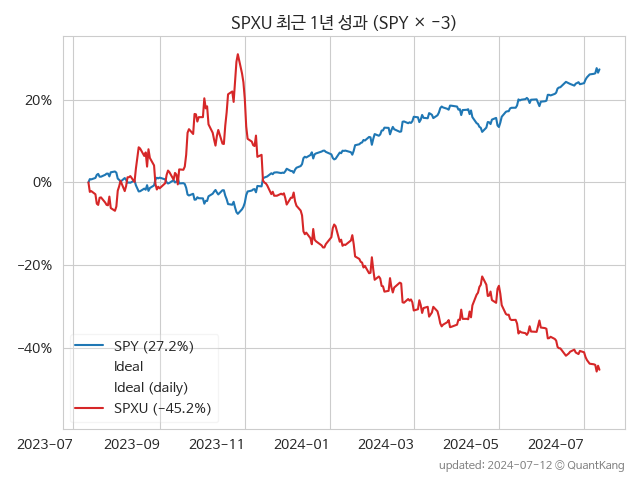 SPXU 최근 1년 성과 (SPY × −3)
20%
0%
−20%
−40%
SPY (27.2%)
Ideal
Ideal (daily)
SPXU (−45.2%)
2023-07
2023-09
2023-11
2024-01
2024-03
2024-05
2024-07
updated: 2024-07-12 © QuantKang